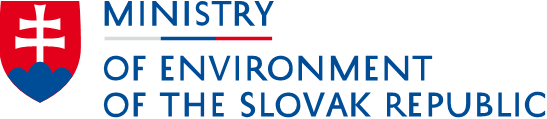 MINISTRY
OF ENVIRONMENT
OF THE SLOVAK REPUBLIC